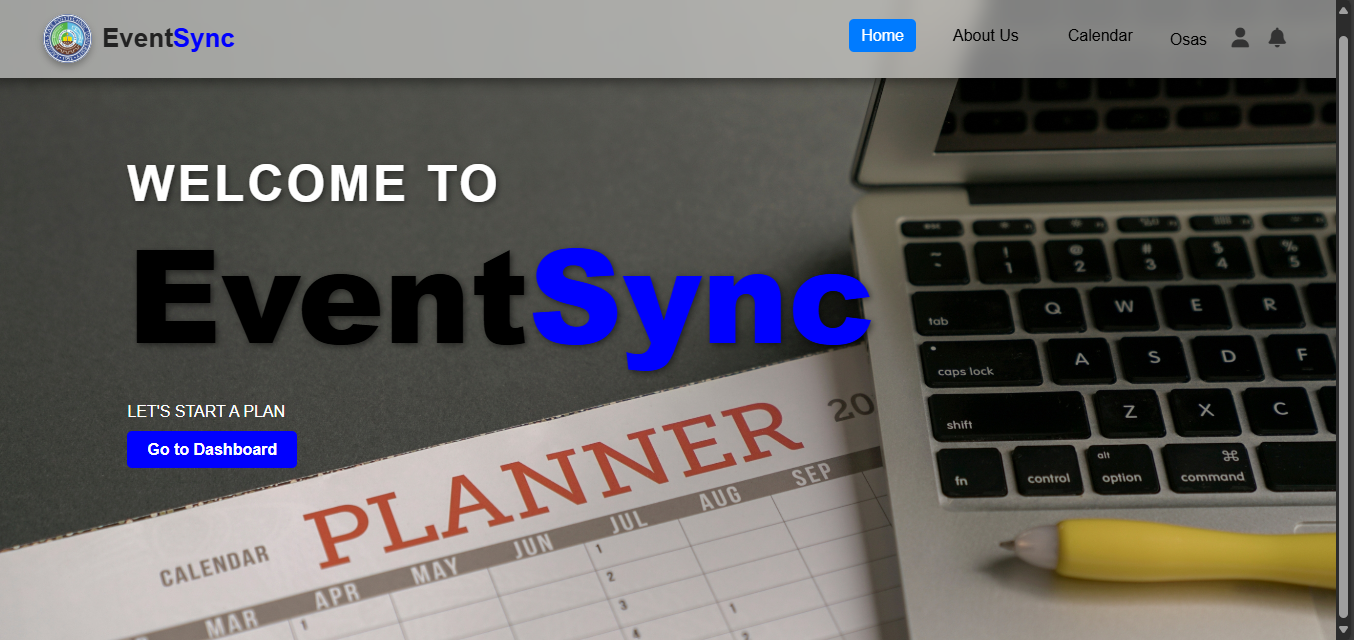 EventSync
Home
About Us
Calendar
Osas
WELCOME TO
EventSync
LET'S START A PLAN
Go to Dashboard
CALENDAR PLANNER 20
MAR APR MAY JUN JUL AUG SEP
1
1
2
3
4
1
2
esc
~ `
! 1
@ 2
# 3
$ 4
% 5
tab Q W E R
caps lock A S D F
shift Z X C
fn control alt option ⌘ command